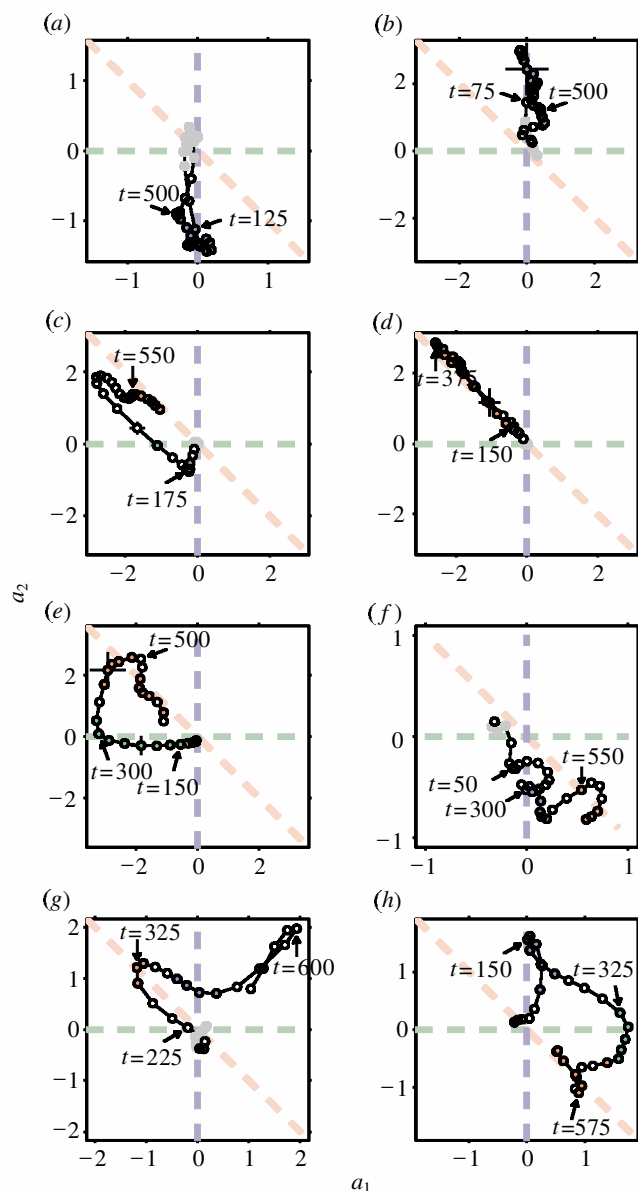 (a) (b)
1
0
−1
t=500
t=125
−1 0 1
2
0
−2
t=75
t=500
−2 0 2
(c) (d)
2
0
−2
t=550
t=175
−2 0 2
2
0
−2
t=375
t=150
−2 0 2
a2
(e) (f)
2
0
−2
t=500
t=300
t=150
−2 0 2
1
0
−1
t=550
t=50
t=300
−1 0 1
(g) (h)
2
1
0
−1
−2
t=325
t=600
t=225
−2 −1 0 1 2
1
0
−1
t=150
t=325
t=575
−1 0 1
a1